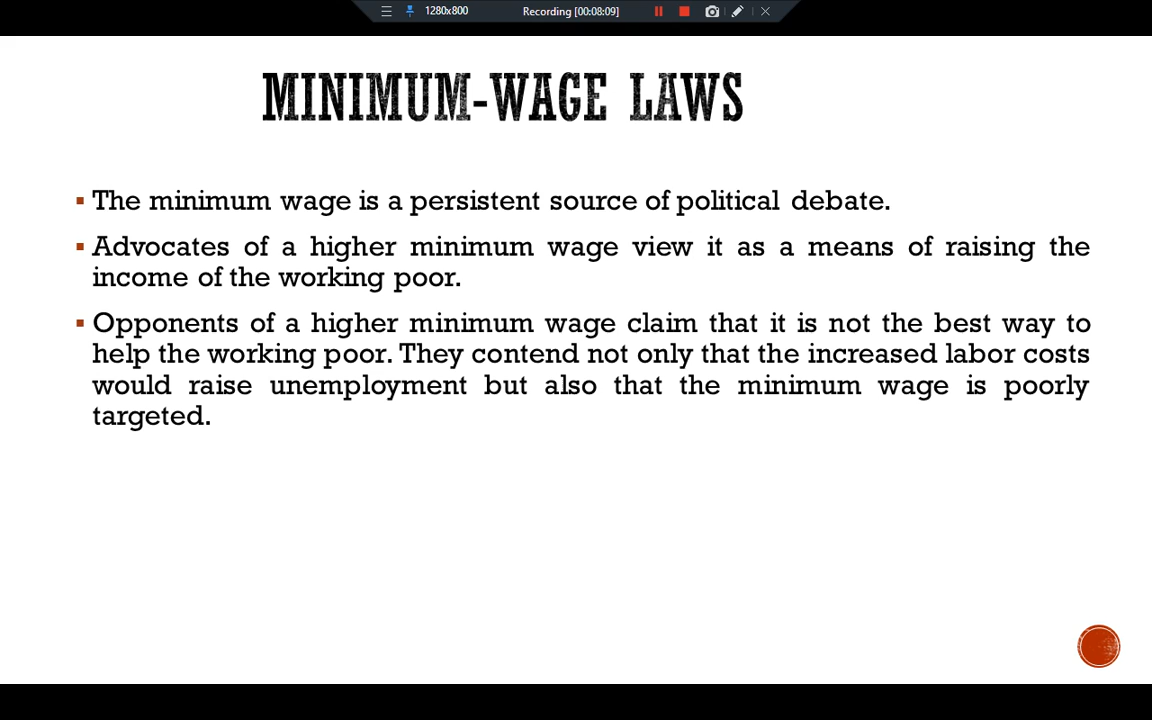 1280x800 Recording [00:08:09]
MINIMUM-WAGE LAWS
▪ The minimum wage is a persistent source of political debate.
▪ Advocates of a higher minimum wage view it as a means of raising the
income of the working poor.
▪ Opponents of a higher minimum wage claim that it is not the best way to
help the working poor. They contend not only that the increased labor costs
would raise unemployment but also that the minimum wage is poorly
targeted.